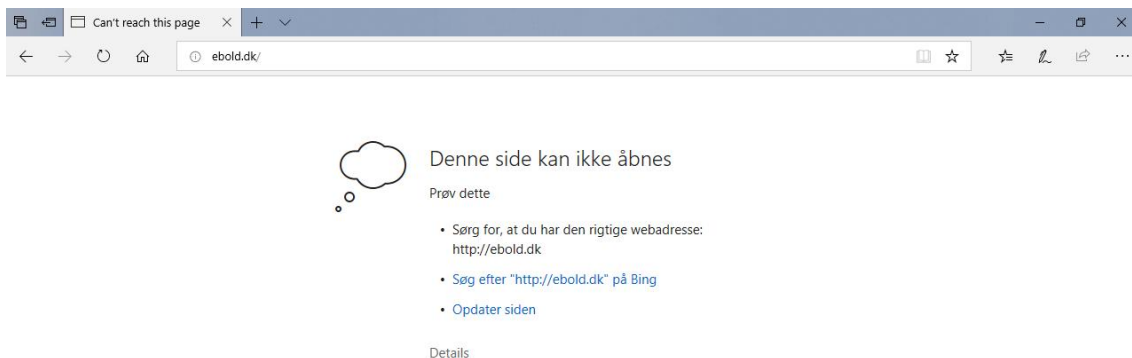 Can't reach this page
ebold.dk/
Denne side kan ikke åbnes
Prøv dette
• Sørg for, at du har den rigtige webadresse:
http://ebold.dk
• Søg efter "http://ebold.dk" på Bing
• Opdater siden
Details